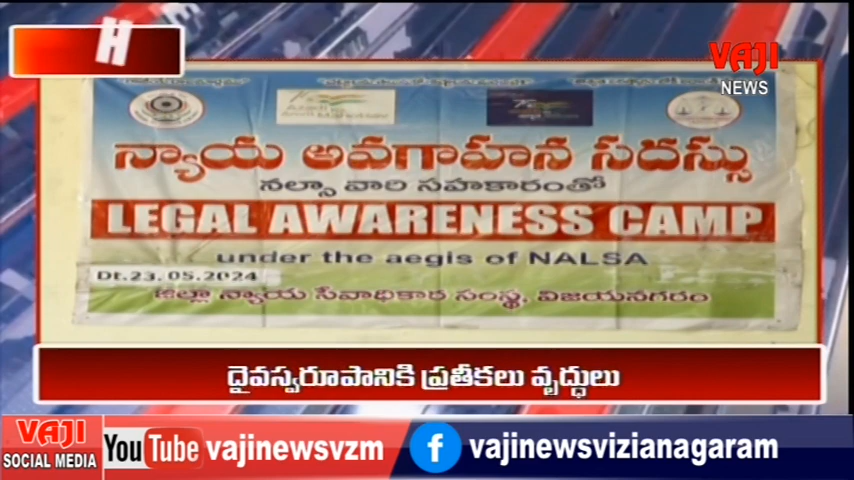 H
VAJI
NEWS
న్యాయ అవగాహన సదస్సు
నల్సా వారి సహకారంతో
LEGAL AWARENESS CAMP
under the aegis of NALSA
Dt.23.05.2024
జిల్లా న్యాయ సేవాధికార సంస్థ, విజయనగరం
దైవస్వరూపానికి ప్రతీకలు వృద్ధులు
VAJI
SOCIAL MEDIA
YouTube vajinewsvzm
f vajinewsvizianagaram